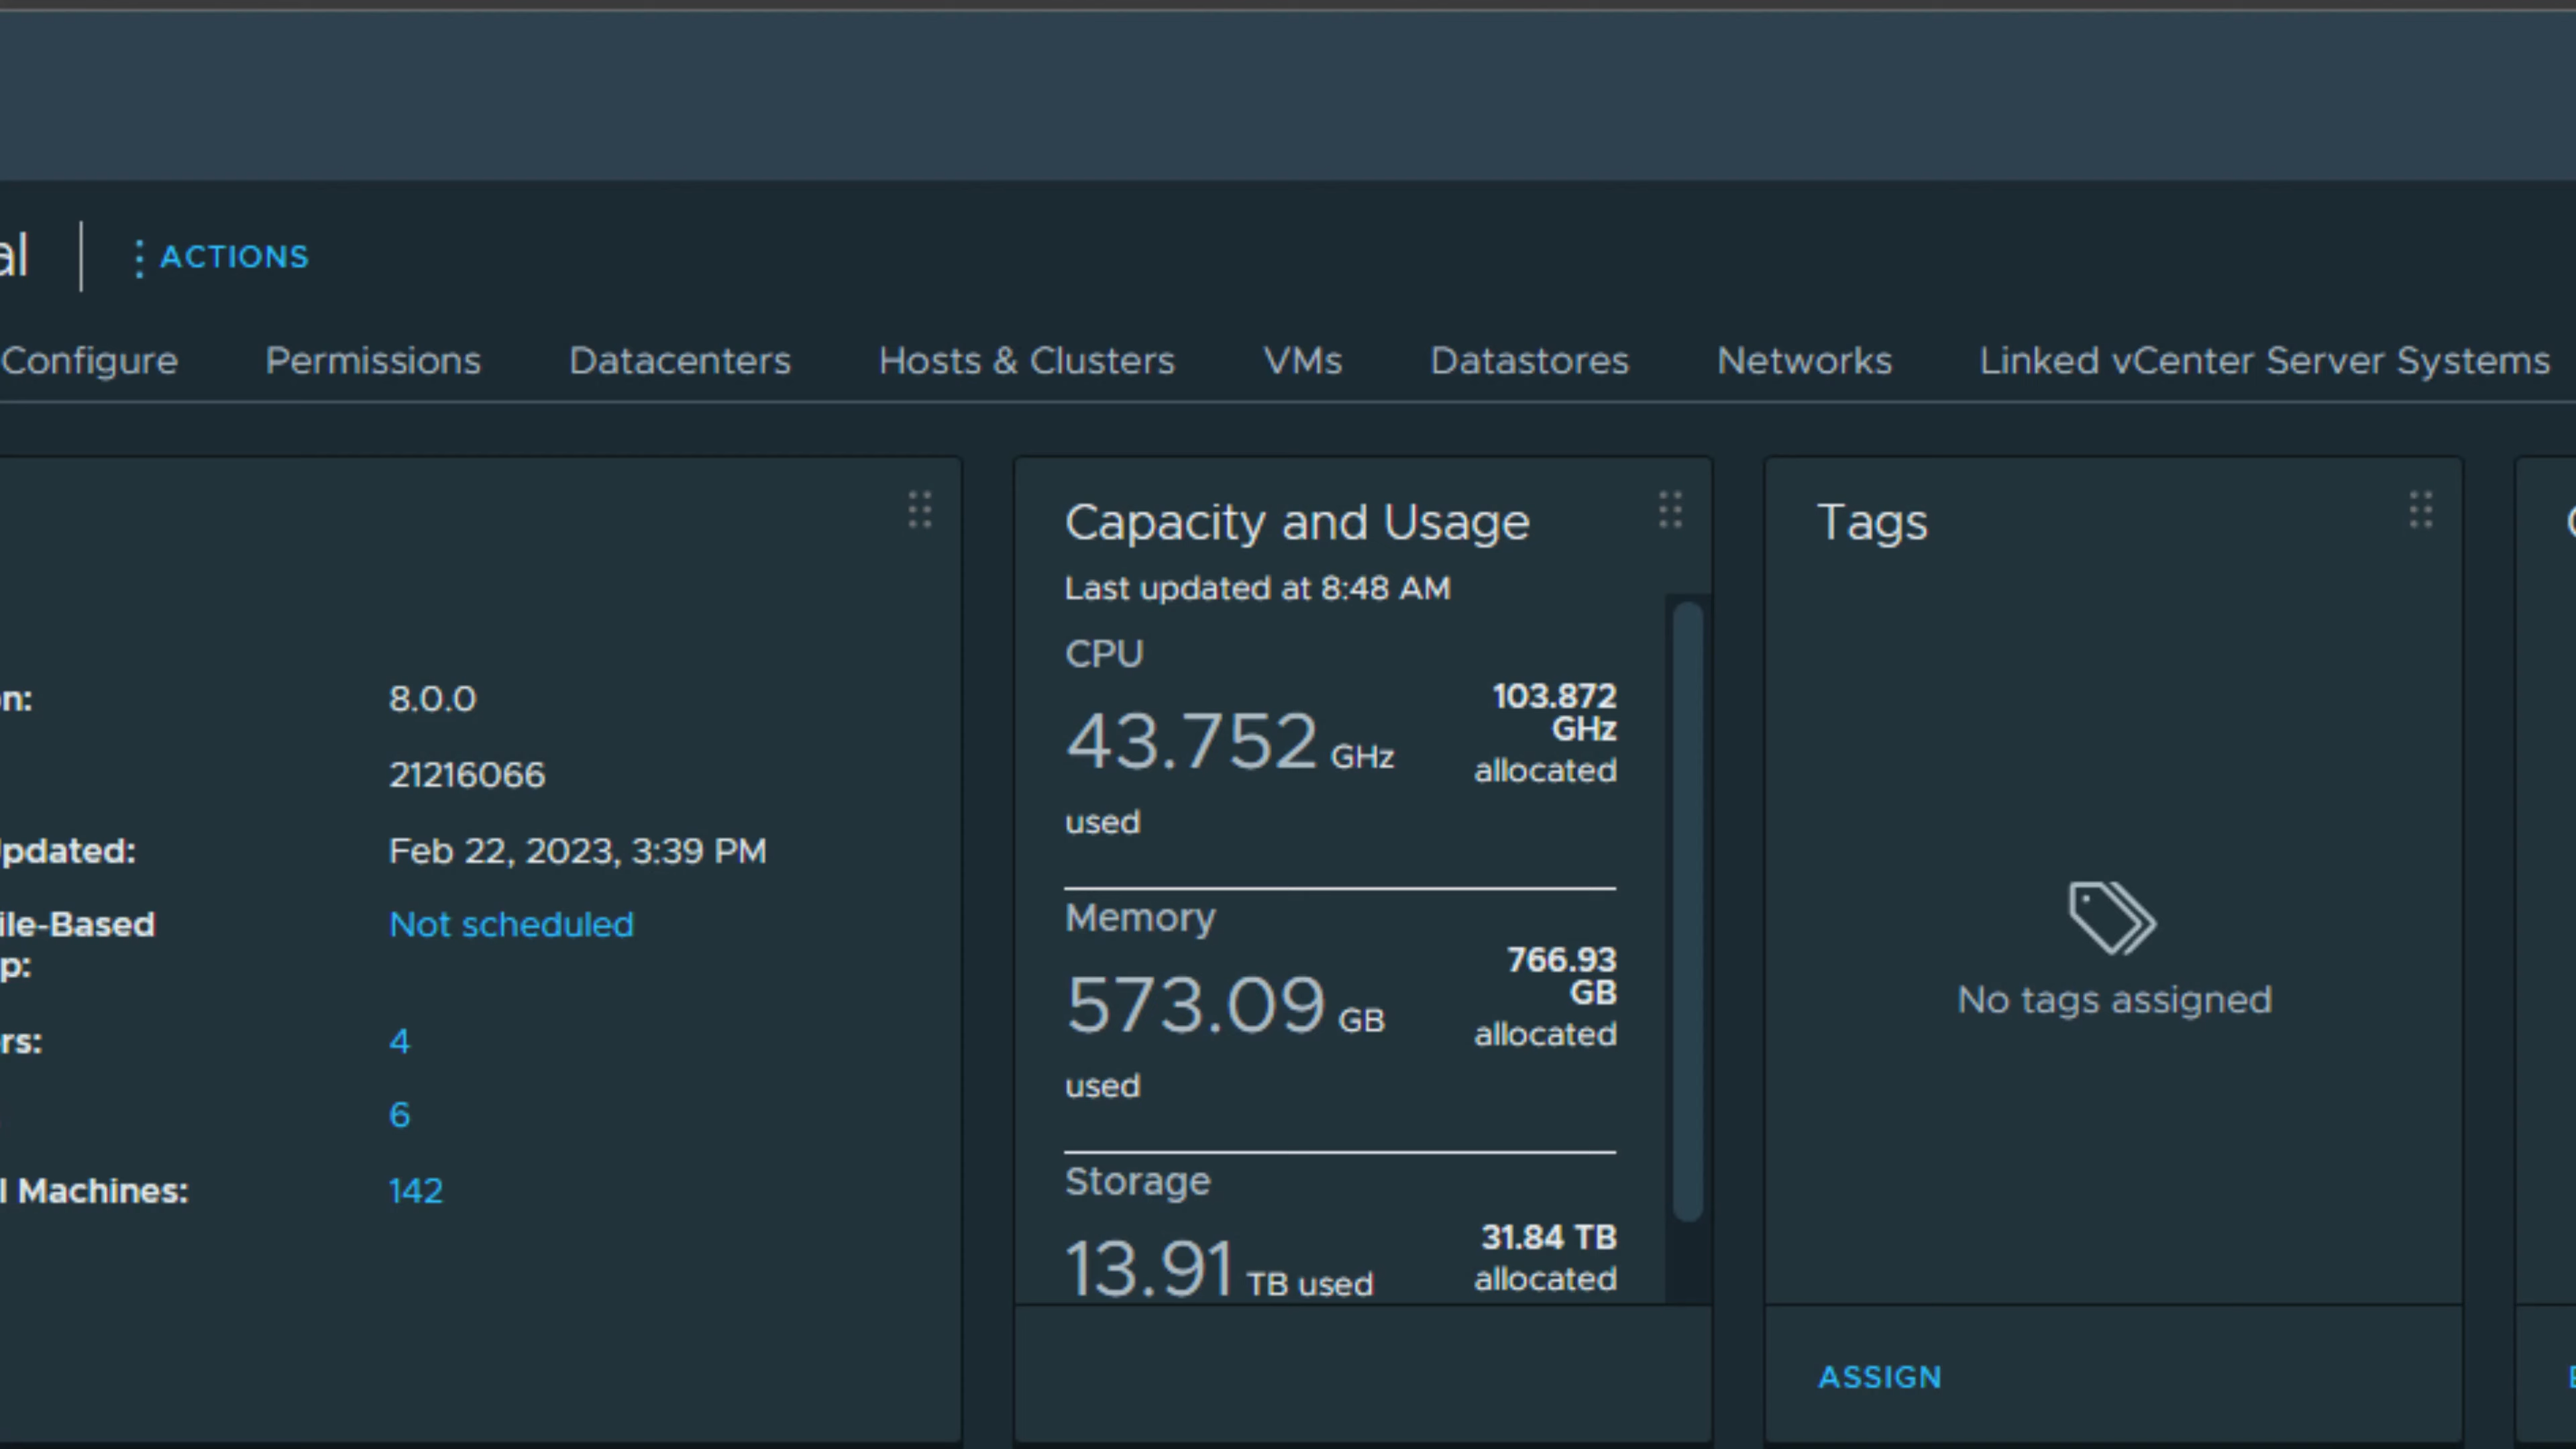 al
ACTIONS
Configure Permissions Datacenters Hosts & Clusters VMs Datastores Networks Linked vCenter Server Systems
on:
8.0.0
21216066
Updated:
Feb 22, 2023, 3:39 PM
ile-Based
p:
Not scheduled
rs:
4
6
l Machines:
142
Capacity and Usage
Last updated at 8:48 AM
CPU
43.752 GHz
used
103.872
GHz
allocated
Memory
573.09 GB
used
766.93
GB
allocated
Storage
13.91 TB used
31.84 TB
allocated
Tags
No tags assigned
ASSIGN